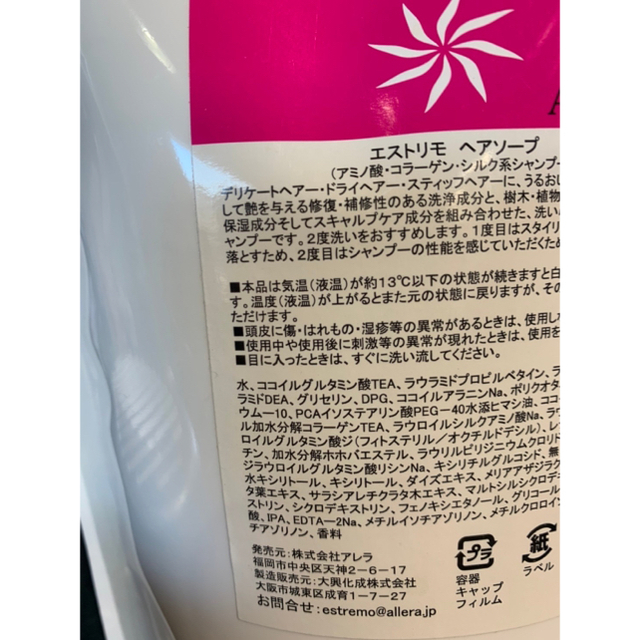 エストリモ ヘアソープ
(アミノ酸・コラーゲン・シルク系シャンプー
デリケートヘアー・ドライヘアー・スティッフヘアーに、うるおい
して艶を与える修復・補修性のある洗浄成分と、樹木・植物
保湿成分そしてスキャルプケア成分を組み合わせた、洗い
ャンプーです。2度洗いをおすすめします。1度目はスタイリ
落とすため、2度目はシャンプーの性能を感じていただくため
■本品は気温(液温)が約13℃以下の状態が続きますと白
す。温度(液温)が上がるとまた元の状態に戻りますが、その
ただけます。
■頭皮に傷・はれもの・湿疹等の異常があるときは、使用しな
■使用中や使用後に刺激等の異常が現れたときは、使用を
■目に入ったときは、すぐに洗い流してください。
水、ココイルグルタミン酸TEA、ラウラミドプロピルベタイン、ラ
ラミドDEA、グリセリン、DPG、ココイルアラニンNa、ポリクオタ
ウム-10、PCAイソステアリン酸PEG-40水添ヒマシ油、ココ
ル加水分解コラーゲンTEA、ラウロイルシルクアミノ酸Na、ラ
ロイルグルタミン酸ジ(フィトステリル/オクチルドデシル)、レシ
チン、加水分解ホホバエステル、ラウリルピリジニウムクロリド
ジラウロイルグルタミン酸リシンNa、キシリチルグルコシド、無
水キシリトール、キシリトール、ダイズエキス、メリアアザジラク
タ葉エキス、サラシアレチクラタ木エキス、マルトシルシクロデキ
ストリン、シクロデキストリン、フェノキシエタノール、グリコール
酸、IPA、EDTA-2Na、メチルイソチアゾリノン、メチルクロロイン
チアゾリノン、香料
発売元:株式会社アレラ
福岡市中央区天神2-6-17
製造販売元:大興化成株式会社
大阪市城東区成育1-7-27
お問合せ:estremo@allera.jp
プラ
容器
キャップ
フィルム
紙
ラベル